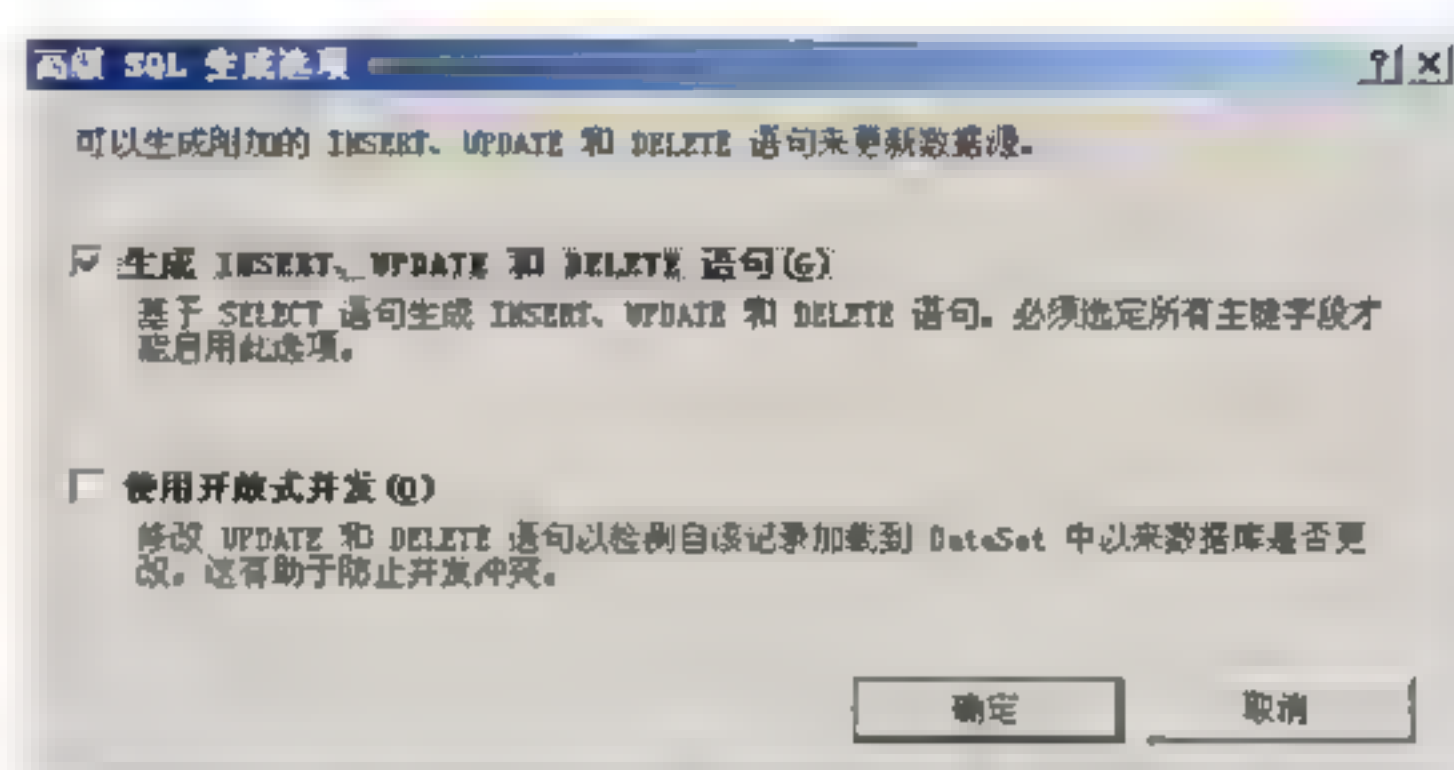 高级 SQL 生成选项
可以生成附加的 INSERT、UPDATE 和 DELETE 语句来更新数据源。
生成 INSERT、UPDATE 和 DELETE 语句(G)
基于 SELECT 语句生成 INSERT、UPDATE 和 DELETE 语句。必须选定所有主键字段才
能启用此选项。
使用开放式并发(O)
修改 UPDATE 和 DELETE 语句以检测自该记录加载到 DataSet 中以来数据库是否更
改。这有助于防止并发冲突。
确定 取消